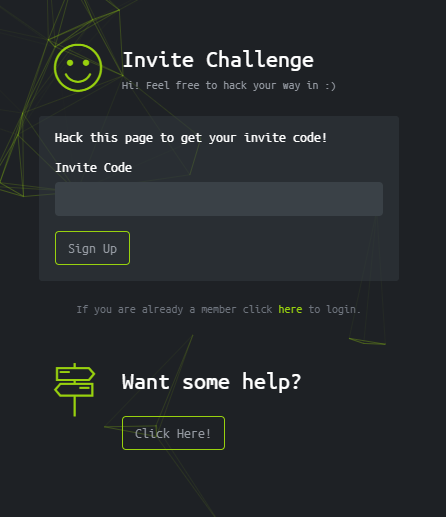 Invite Challenge
Hi! Feel free to hack your way in :)
Hack this page to get your invite code!
Invite Code
Sign Up
If you are already a member click here to login.
Want some help?
Click Here!